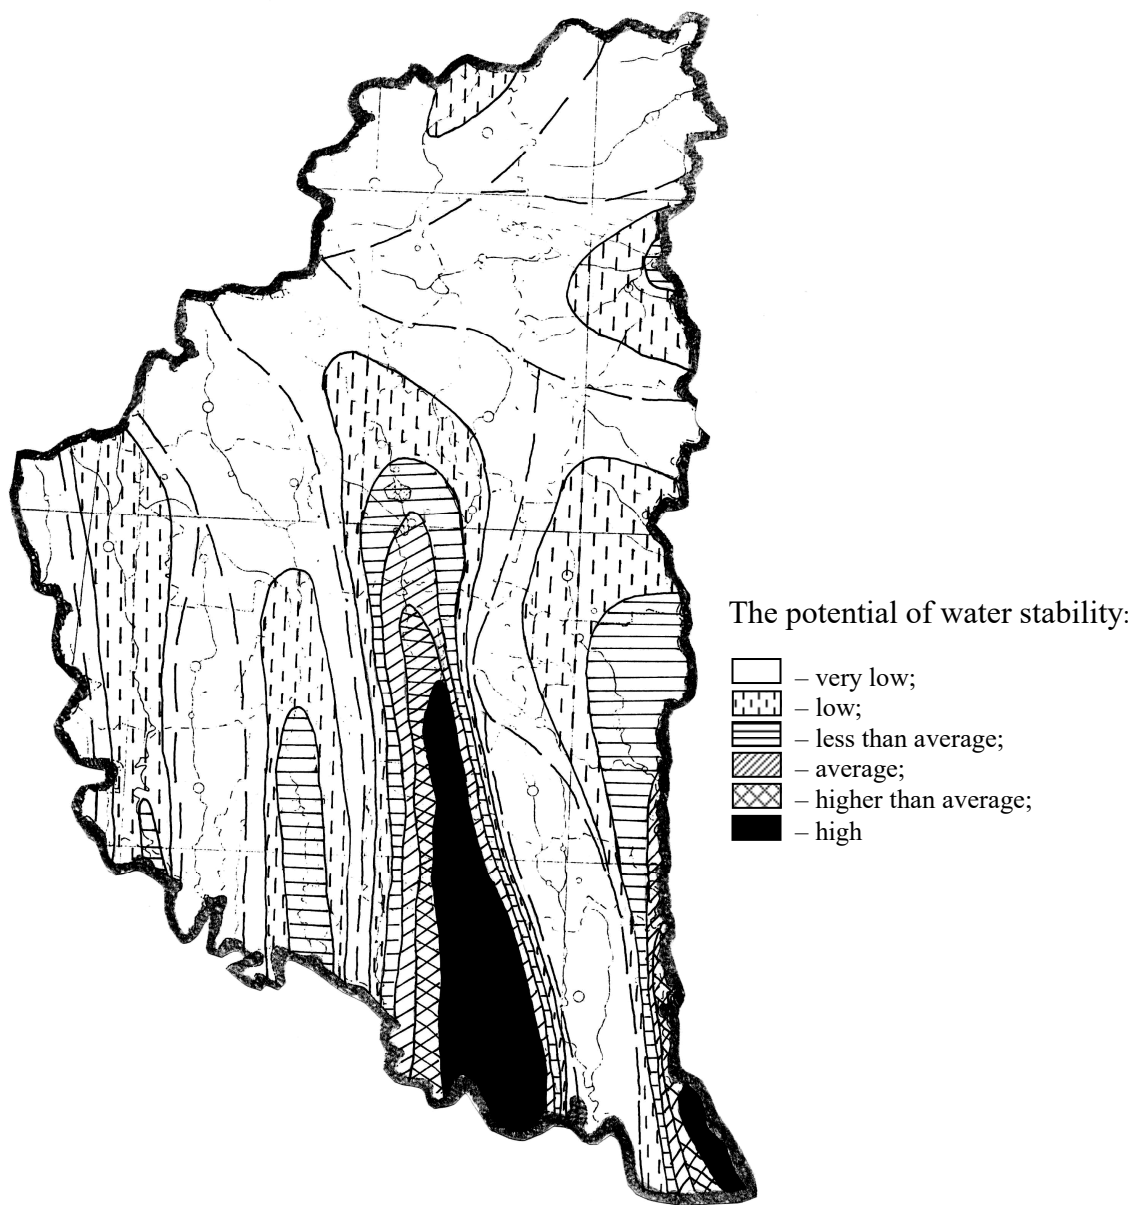 The potential of water stability:
– very low;
– low;
– less than average;
– average;
– higher than average;
– high